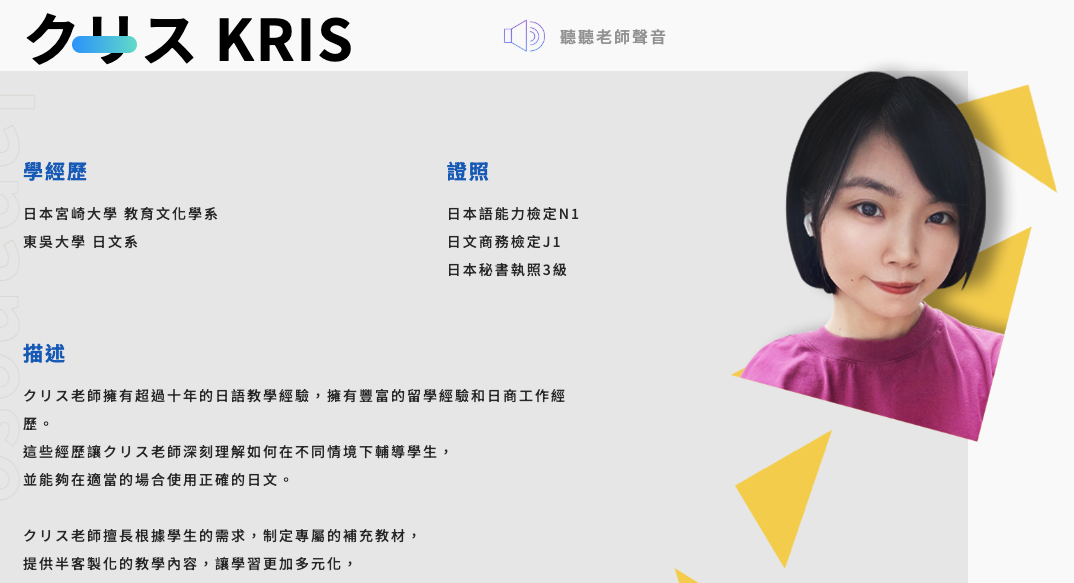 クリス KRIS
聽聽老師聲音
學經歷
日本宮崎大學 教育文化學系
東吳大學 日文系
證照
日本語能力檢定N1
日文商務檢定J1
日本秘書執照3級
描述
クリス老師擁有超過十年的日語教學經驗，擁有豐富的留學經驗和日商工作經
歷。
這些經歷讓クリス老師深刻理解如何在不同情境下輔導學生，
並能夠在適當的場合使用正確的日文。
クリス老師擅長根據學生的需求，制定專屬的補充教材，
提供半客製化的教學內容，讓學習更加多元化，